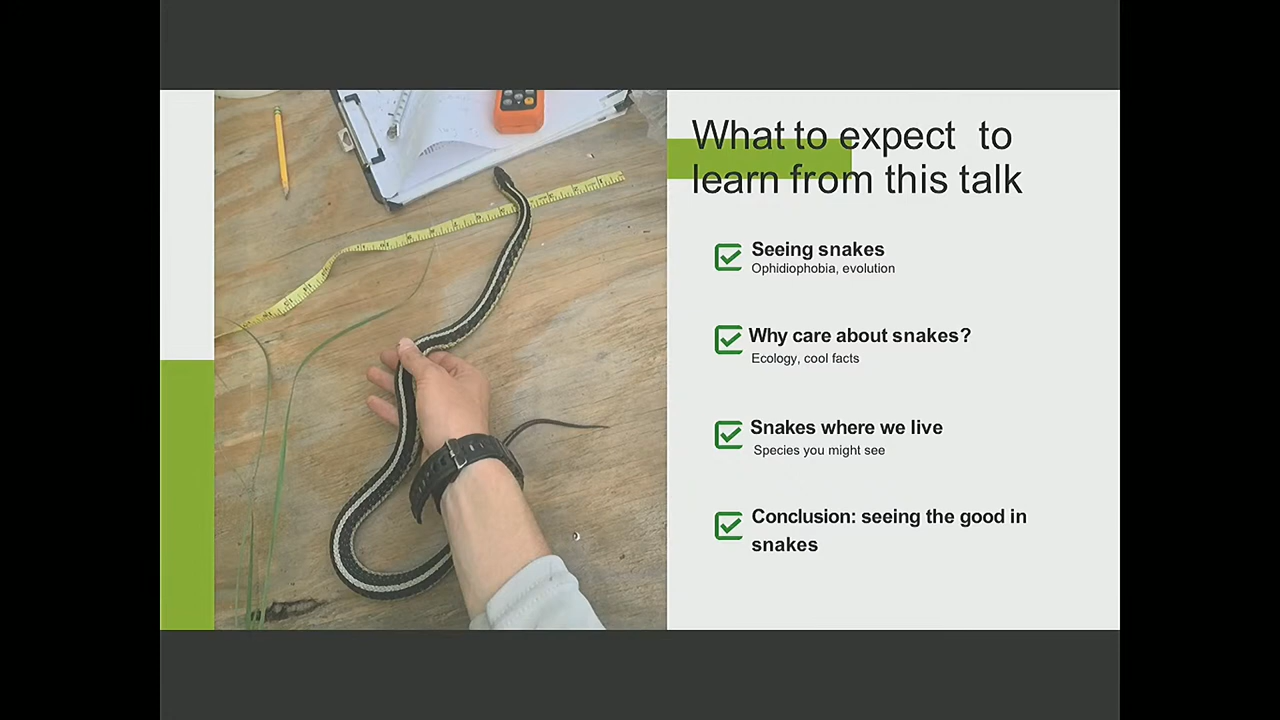 What to expect  to
learn from this talk
Seeing snakes
Ophidiophobia, evolution
Why care about snakes?
Ecology, cool facts
Snakes where we live
Species you might see
Conclusion: seeing the good in
snakes